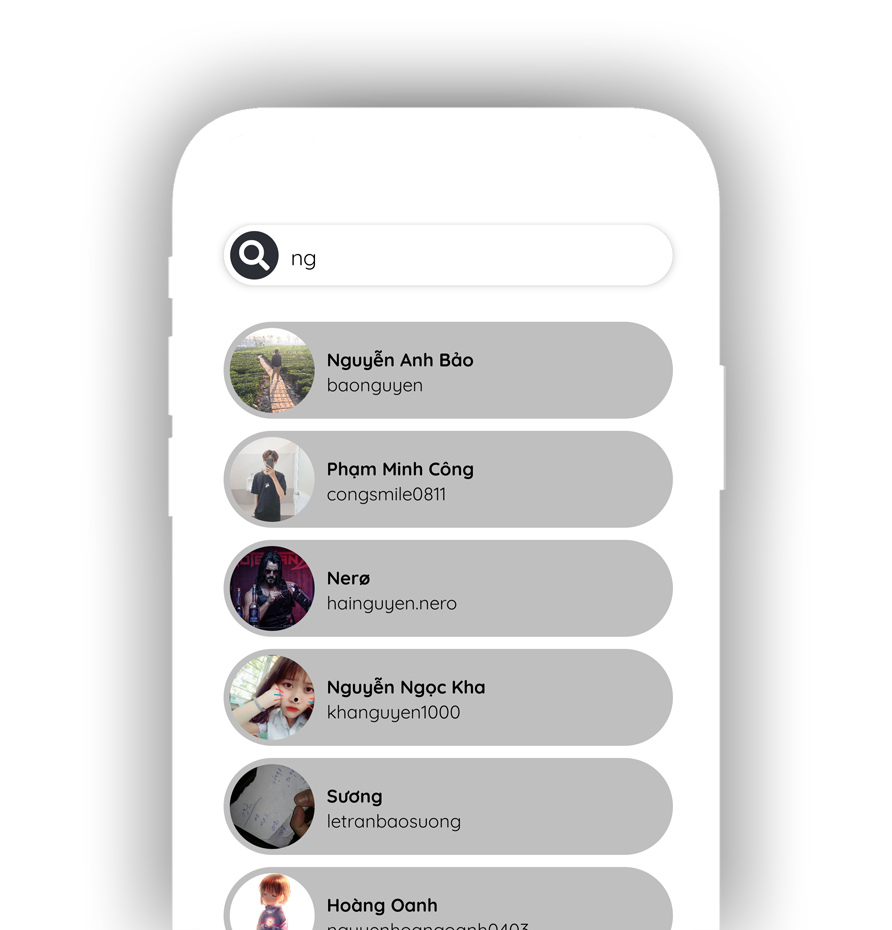 ng
Nguyễn Anh Bảo
baonguyen
Phạm Minh Công
congsmile0811
Nerø
hainguyen.nero
Nguyễn Ngọc Kha
khanguyen1000
Sương
letranbaosuong
Hoàng Oanh
nguyenhoangoanh0403